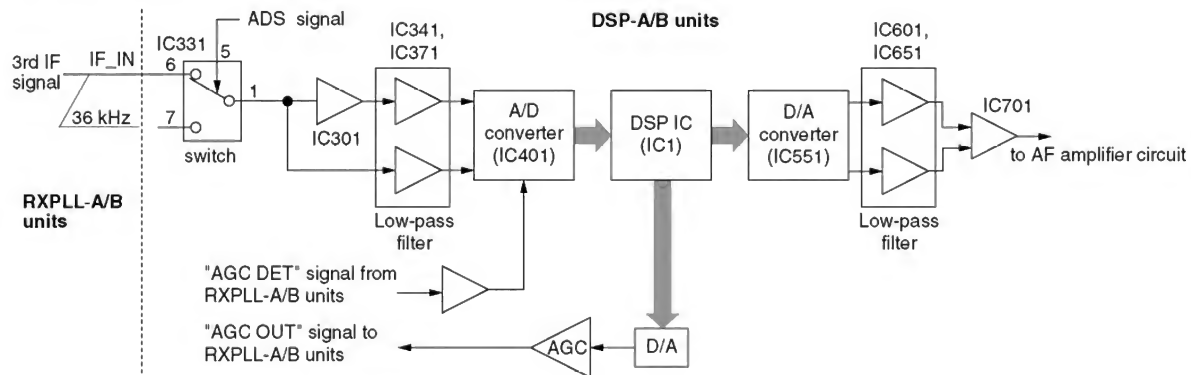 ADS signal
DSP-A/B units
IC341,
IC371
IC601,
IC651
IC331
5
3rd IF
signal
IF_IN
6
1
36 kHz
7
switch
IC301
A/D
converter
(IC401)
DSP IC
(IC1)
D/A
converter
(IC551)
IC701
to AF amplifier circuit
RXPLL-A/B
units
Low-pass
filter
Low-pass
filter
"AGC DET" signal from
RXPLL-A/B units
"AGC OUT" signal to
RXPLL-A/B units
AGC
D/A